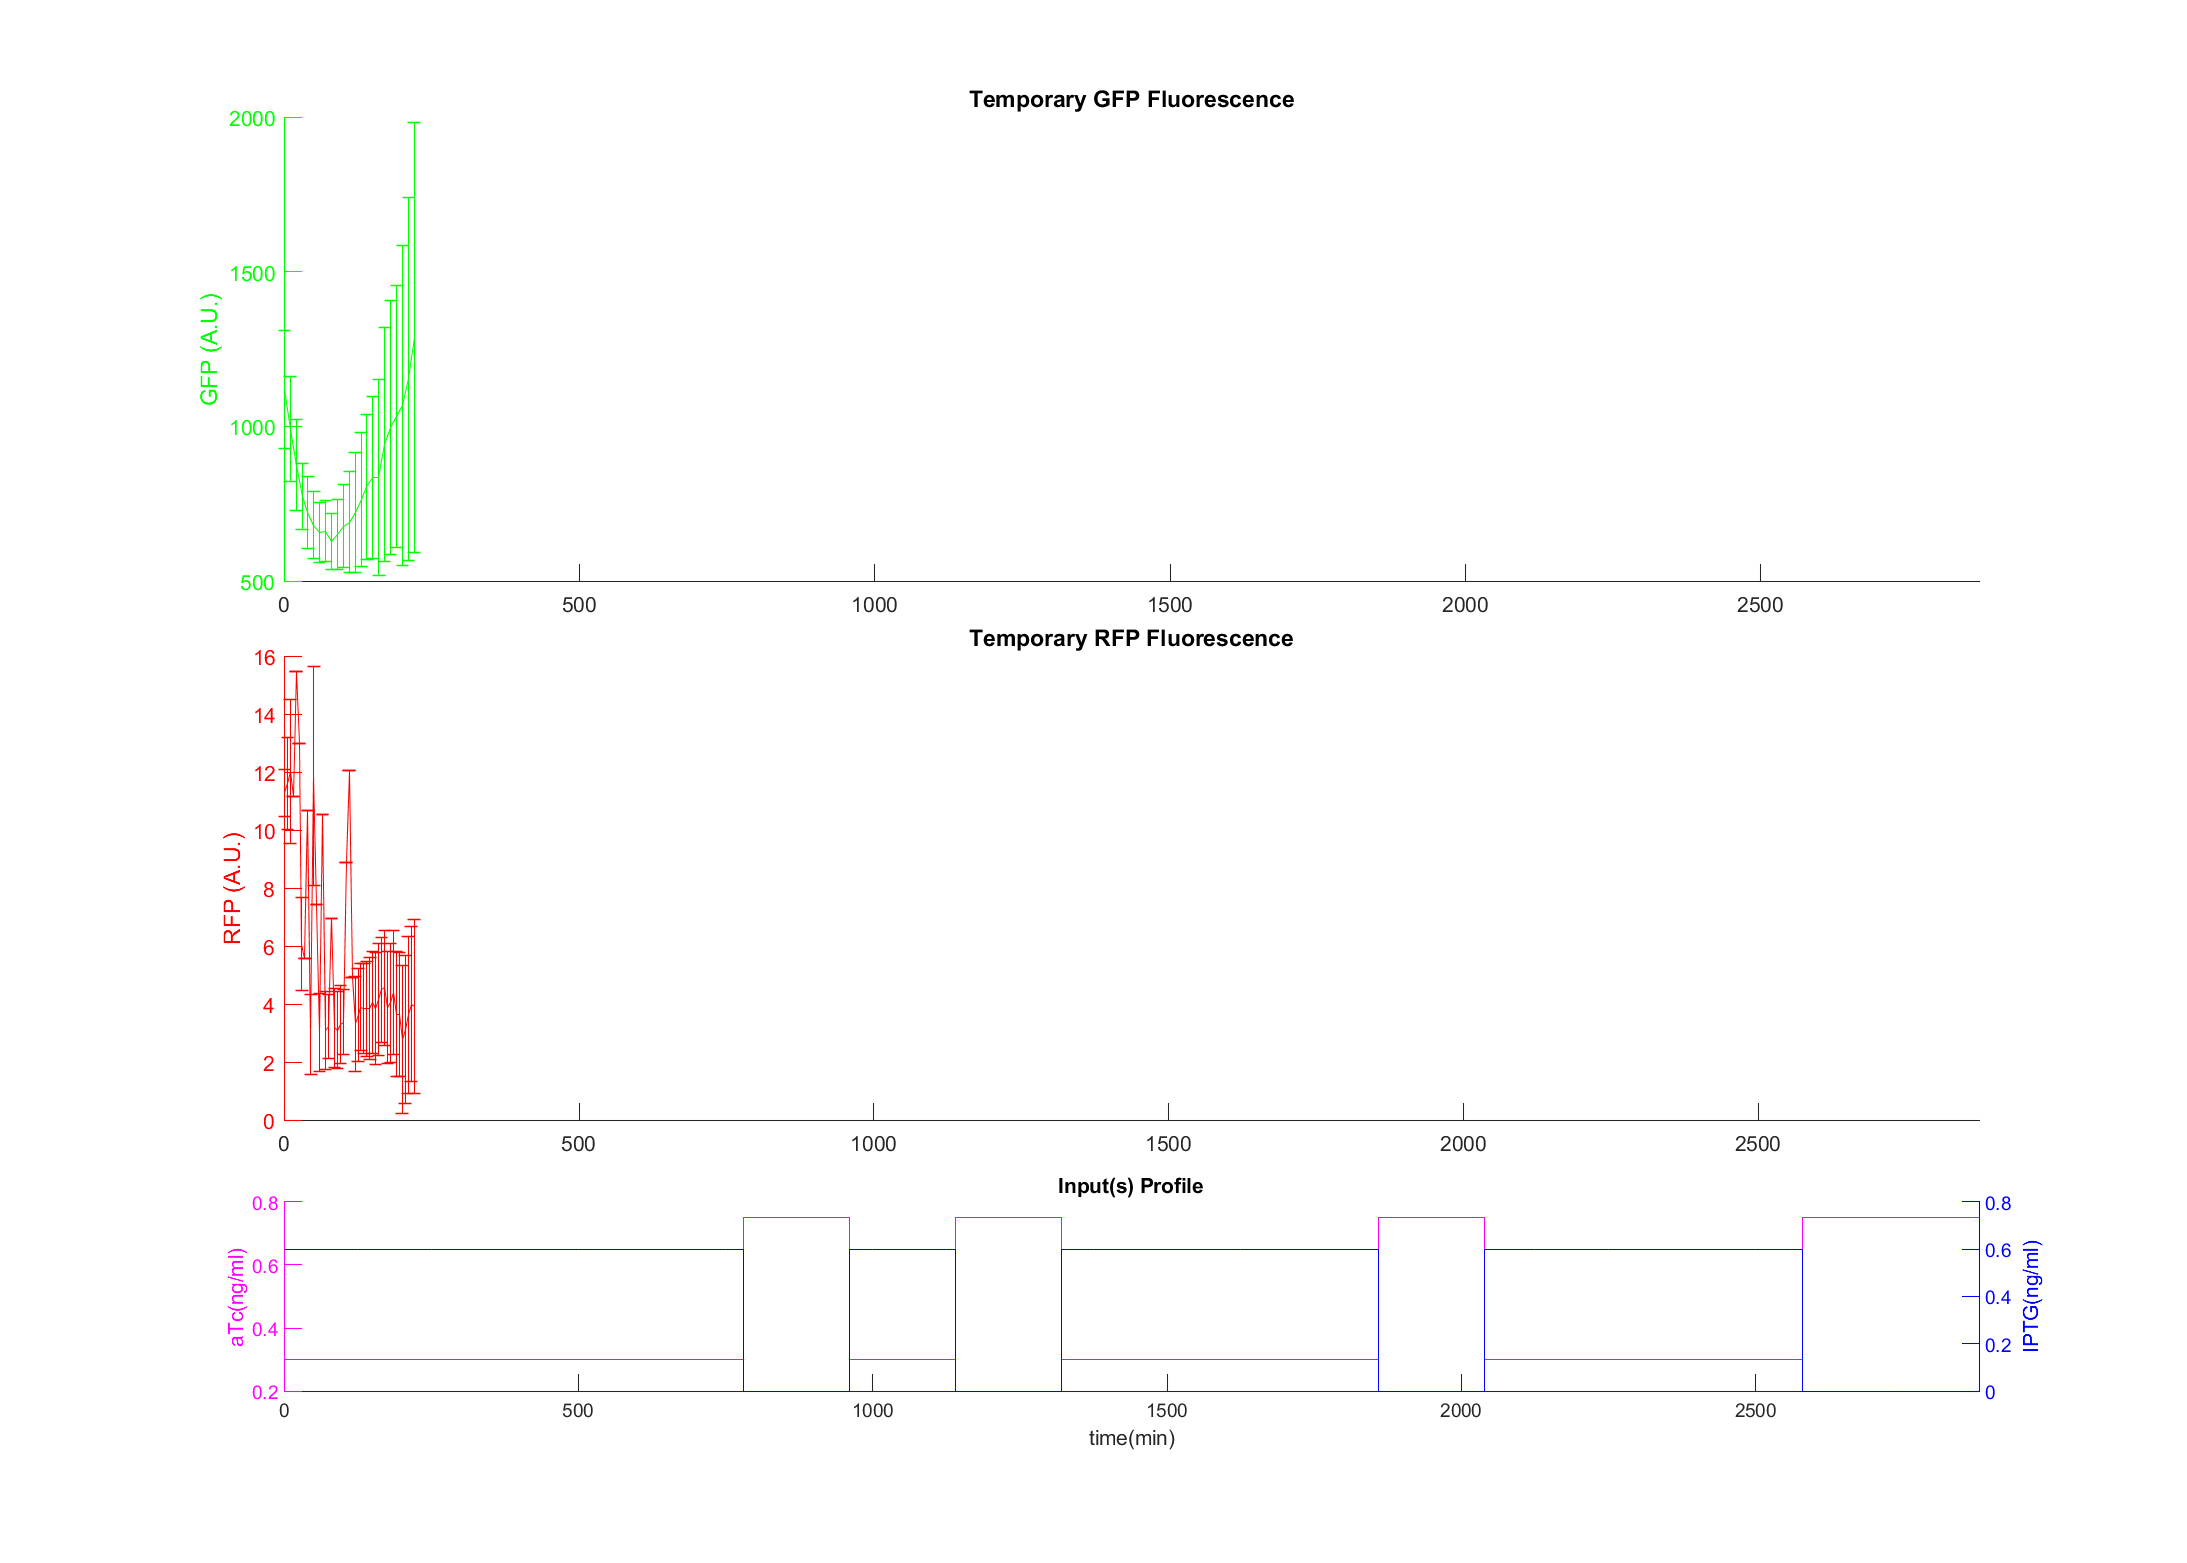 Temporary GFP Fluorescence
2000
1500
1000
500
GFP (A.U.)
0 500 1000 1500 2000 2500
Temporary RFP Fluorescence
16
14
12
10
8
6
4
2
0
RFP (A.U.)
0 500 1000 1500 2000 2500
Input(s) Profile
0.8
0.6
0.4
0.2
aTc(ng/ml)
0.8
0.6
0.4
0.2
0
IPTG(ng/ml)
0 500 1000 1500 2000 2500
time(min)